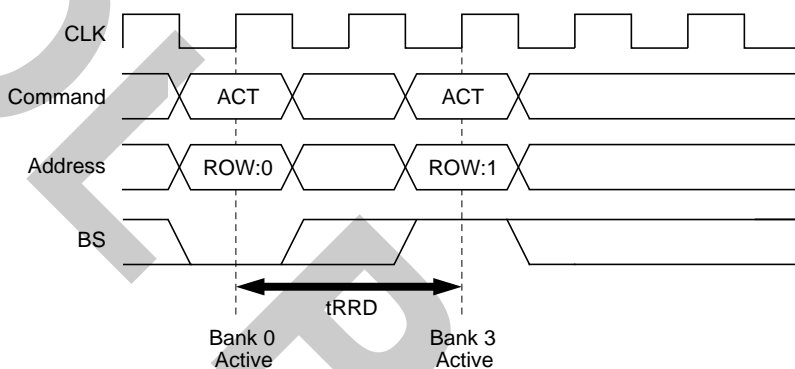 CLK
Command
ACT
ACT
Address
ROW:0
ROW:1
BS
tRRD
Bank 0
Active
Bank 3
Active